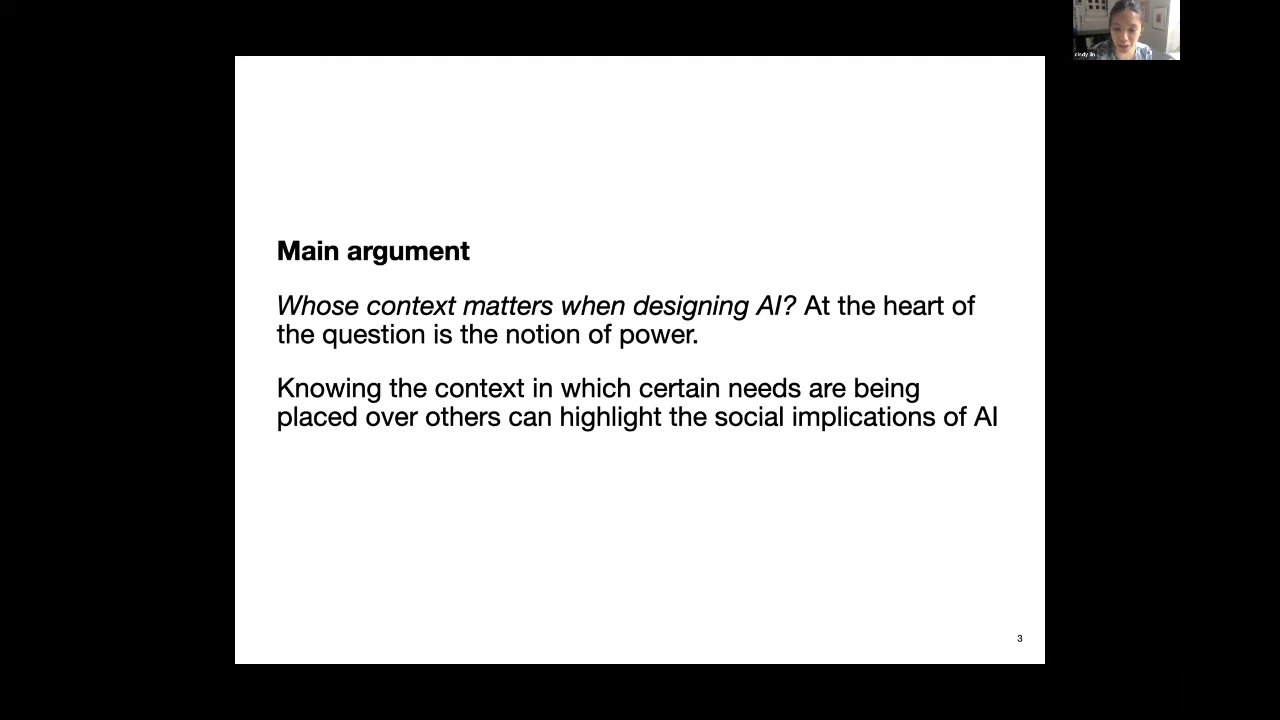 cindy lin
Main argument
Whose context matters when designing AI? At the heart of
the question is the notion of power.
Knowing the context in which certain needs are being
placed over others can highlight the social implications of AI
3